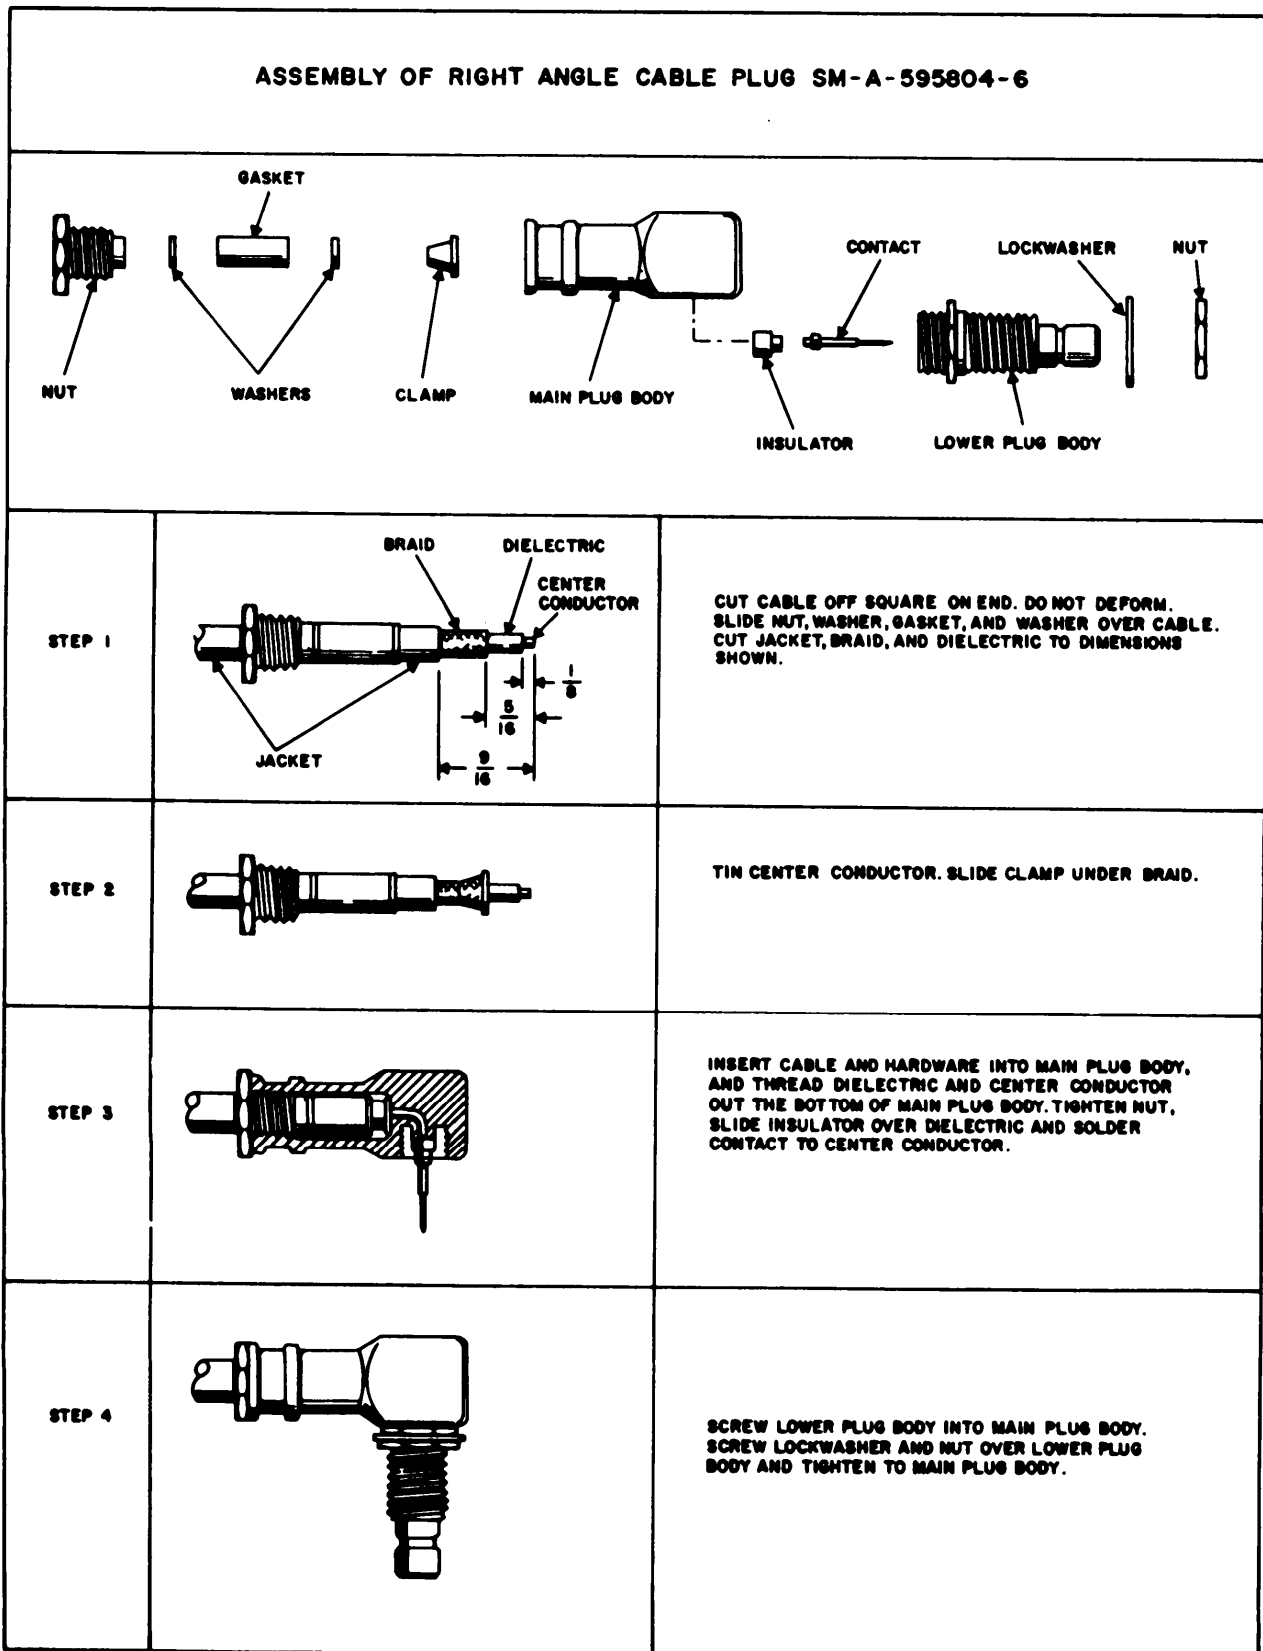 ASSEMBLY OF RIGHT ANGLE CABLE PLUG SM-A-595804-6
GASKET
CONTACT
LOCKWASHER
NUT
NUT
WASHERS
CLAMP
MAIN PLUG BODY
INSULATOR
LOWER PLUG BODY
STEP 1
BRAID
DIELECTRIC
CENTER
CONDUCTOR
1/8
5/16
9/16
JACKET
CUT CABLE OFF SQUARE ON END. DO NOT DEFORM.
SLIDE NUT, WASHER, GASKET, AND WASHER OVER CABLE.
CUT JACKET, BRAID, AND DIELECTRIC TO DIMENSIONS
SHOWN.
STEP 2
TIN CENTER CONDUCTOR. SLIDE CLAMP UNDER BRAID.
STEP 3
INSERT CABLE AND HARDWARE INTO MAIN PLUG BODY,
AND THREAD DIELECTRIC AND CENTER CONDUCTOR
OUT THE BOTTOM OF MAIN PLUG BODY. TIGHTEN NUT,
SLIDE INSULATOR OVER DIELECTRIC AND SOLDER
CONTACT TO CENTER CONDUCTOR.
STEP 4
SCREW LOWER PLUG BODY INTO MAIN PLUG BODY.
SCREW LOCKWASHER AND NUT OVER LOWER PLUG
BODY AND TIGHTEN TO MAIN PLUG BODY.